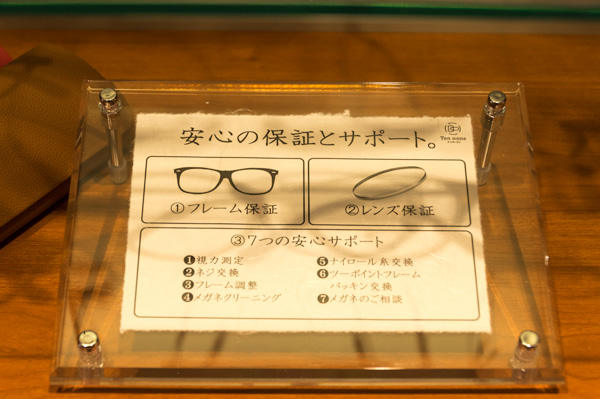 安心の保証とサポート。
Ten nane
①フレーム保証
②レンズ保証
③7つの安心サポート
❶視力測定
❷ネジ交換
❸フレーム調整
❹メガネクリーニング
❺ナイロール糸交換
❻ツーポイントフレーム
パッキン交換
❼メガネのご相談